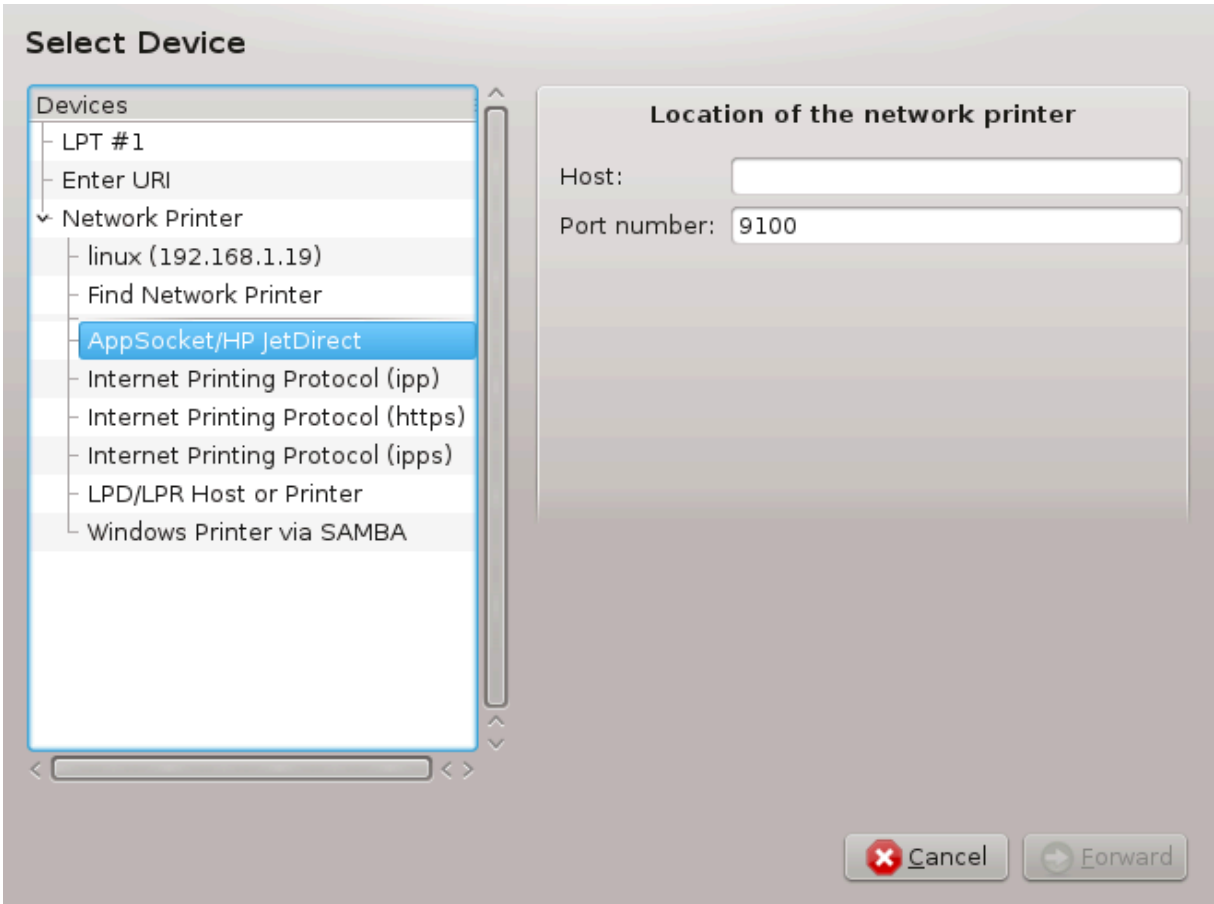 Select Device
Devices
LPT #1
Enter URI
Network Printer
linux (192.168.1.19)
Find Network Printer
AppSocket/HP JetDirect
Internet Printing Protocol (ipp)
Internet Printing Protocol (https)
Internet Printing Protocol (ipps)
LPD/LPR Host or Printer
Windows Printer via SAMBA
Location of the network printer
Host:
Port number: 9100
Cancel Forward